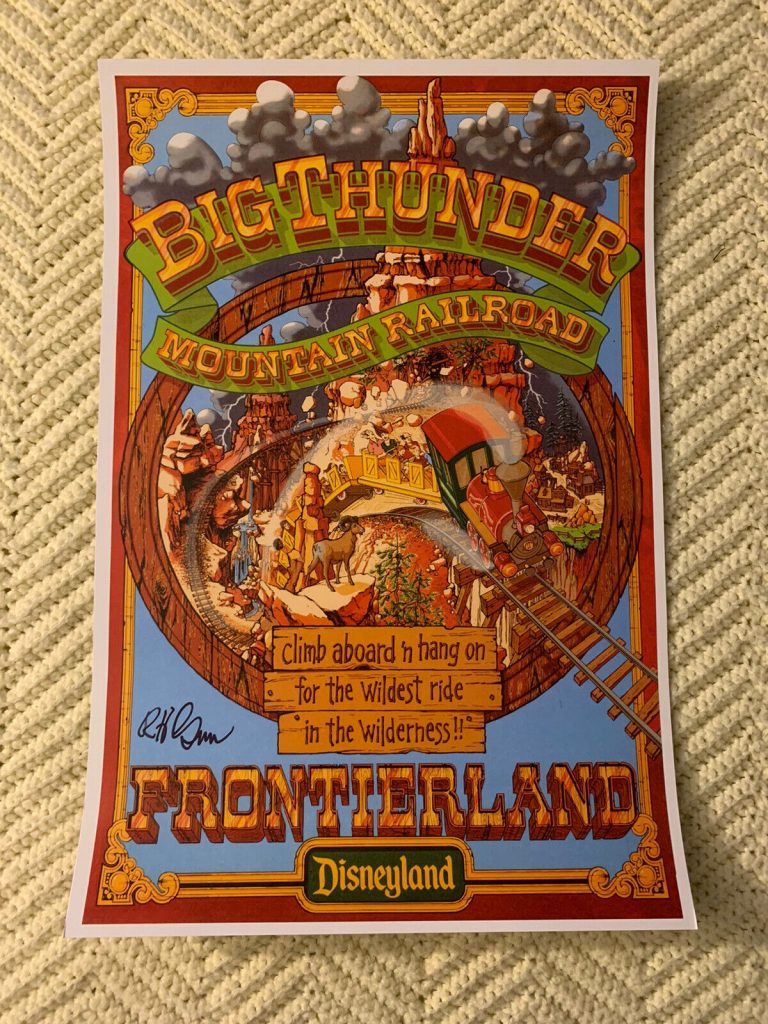 BIG THUNDER
MOUNTAIN RAILROAD
Climb aboard 'n hang on
for the wildest ride
in the wilderness!!
FRONTIERLAND
Disneyland